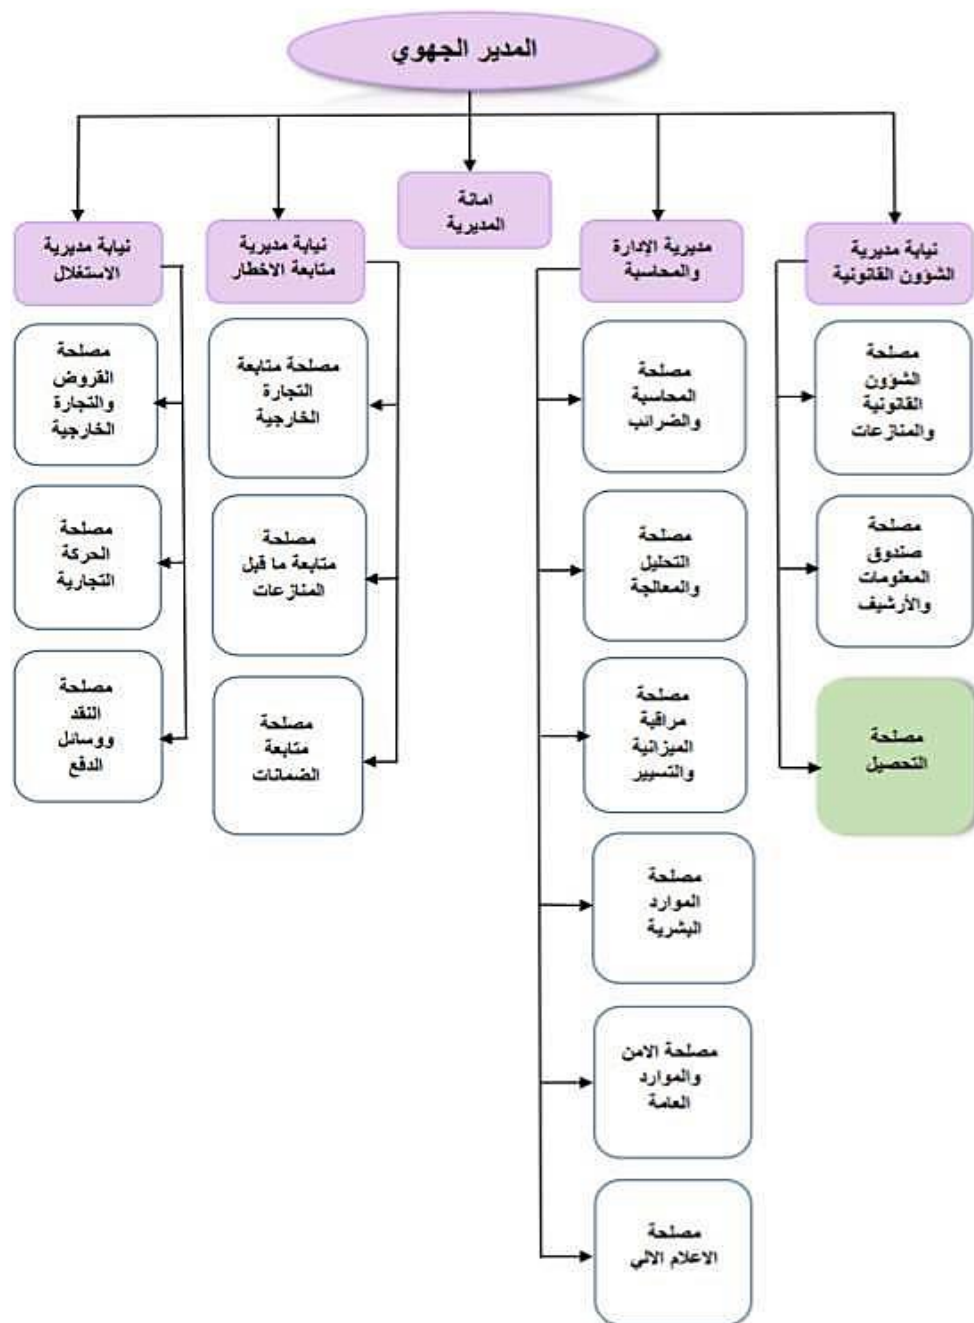 المدير الجهوي
امانة
المديرية
نيابة مديرية
الشؤون القانونية
مصلحة
الشؤون
القانونية
والمنازعات
مصلحة
صندوق
المعلومات
والأرشيف
مصلحة
التحصيل
مديرية الإدارة
والمحاسبة
مصلحة
المحاسبة
والضرائب
مصلحة
التحليل
والمعالجة
مصلحة
مراقبة
الميزانية
والتسيير
مصلحة
الموارد
البشرية
مصلحة الامن
والموارد
العامة
مصلحة
الاعلام الالي
نيابة مديرية
متابعة الاخطار
مصلحة متابعة
التجارة
الخارجية
مصلحة
متابعة ما قبل
المنازعات
مصلحة
متابعة
الضمانات
نيابة مديرية
الاستغلال
مصلحة
القروض
والتجارة
الخارجية
مصلحة
الحركة
التجارية
مصلحة
النقد
ووسائل
الدفع